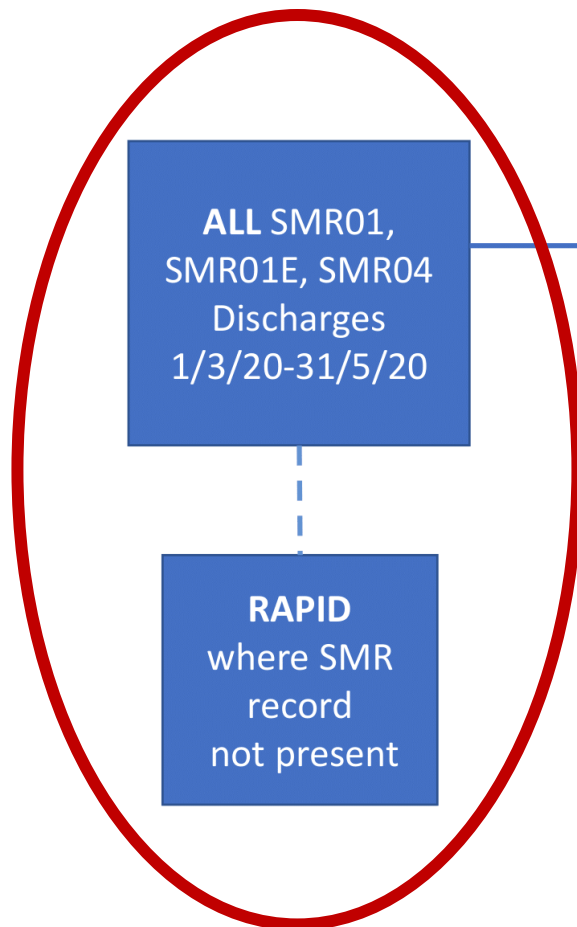 ALL SMR01,
SMR01E, SMR04
Discharges
1/3/20-31/5/20
RAPID
where SMR
record
not present